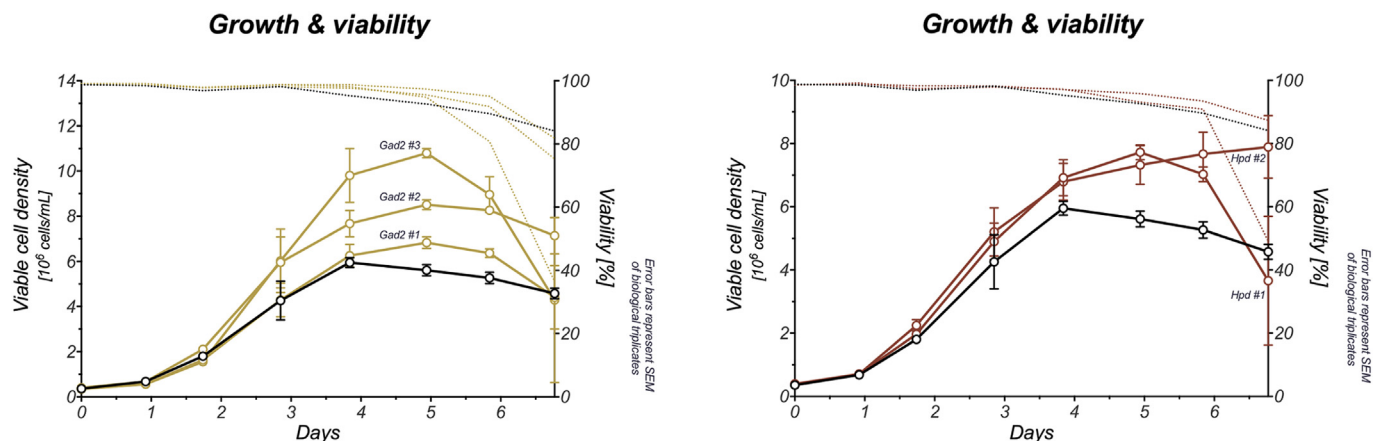 Growth & viability
14
12
10
8
6
4
2
0
Viable cell density
[10⁶ cells/mL]
100
80
60
40
20
0
Viability [%]
Error bars represent SEM
of biological triplicates
Gad2 #3
Gad2 #2
Gad2 #1
0 1 2 3 4 5 6
Days
Growth & viability
10
8
6
4
2
0
Viable cell density
[10⁶ cells/mL]
100
80
60
40
20
0
Viability [%]
Error bars represent SEM
of biological triplicates
Hpd #2
Hpd #1
0 1 2 3 4 5 6
Days